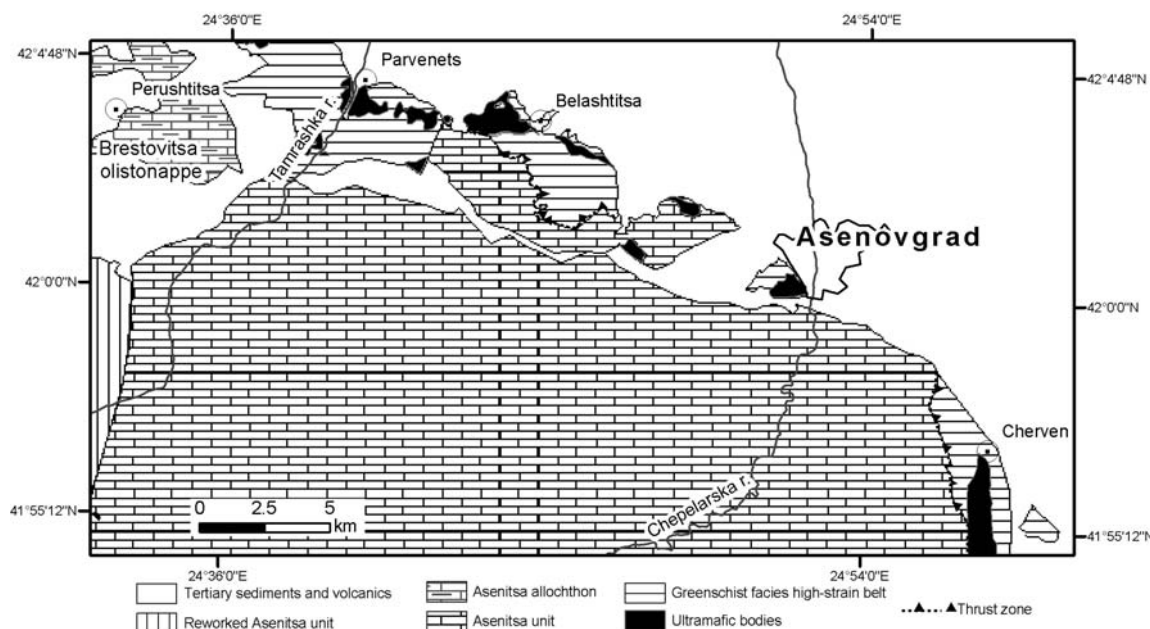 24°36'0"E 24°54'0"E
42°4'48"N 42°4'48"N
Parvenets
Perushtitsa
Belashtitsa
Brestovitsa
olistonappe
Tamrashka r.
Asenôvgrad
42°0'0"N 42°0'0"N
Cherven
0 2.5 5
km
Chepelarska r.
41°55'12"N 41°55'12"N
24°36'0"E 24°54'0"E
Tertiary sediments and volcanics Asenitsa allochthon Greenschist facies high-strain belt
Thrust zone
Reworked Asenitsa unit Asenitsa unit Ultramafic bodies